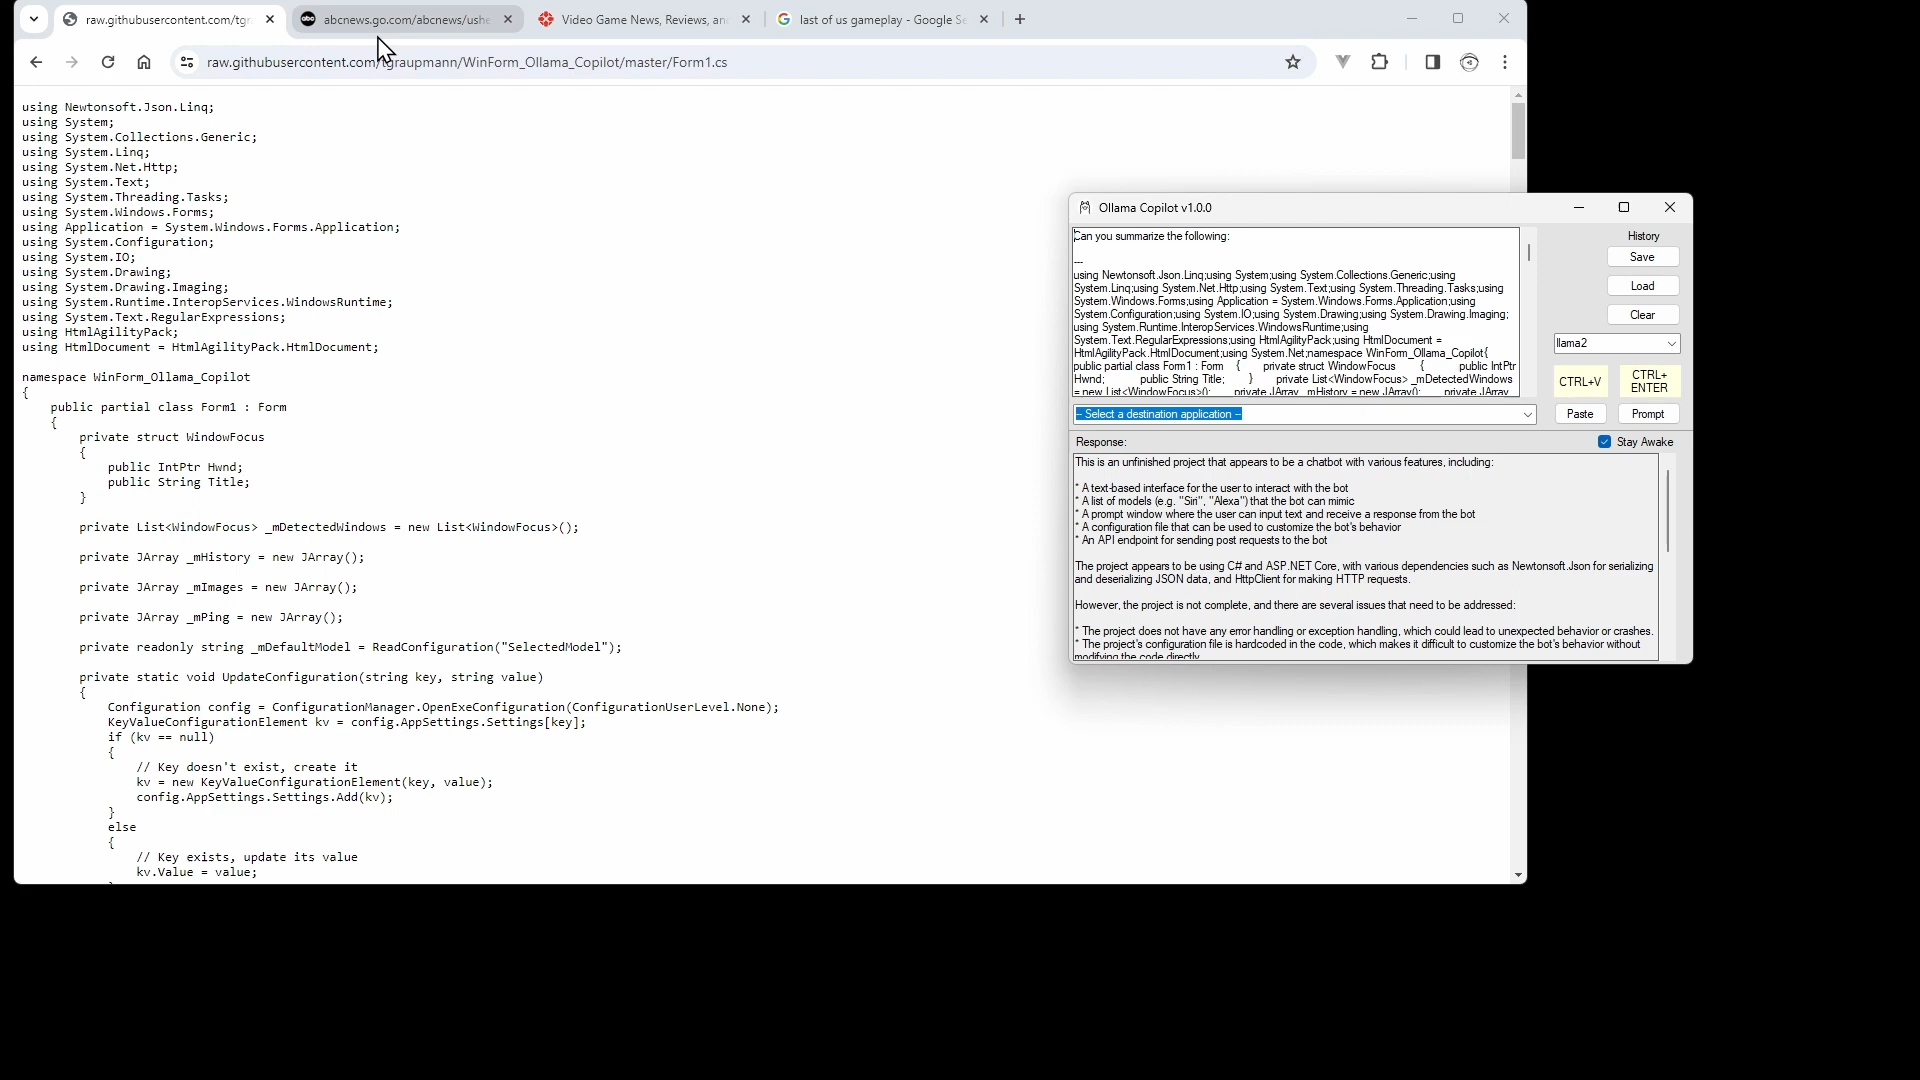 raw.githubusercontent.com/tgr
abcnews.go.com/abcnews/ushe
Video Game News, Reviews, an
last of us gameplay - Google Se
raw.githubusercontent.com/tgraupmann/WinForm_Ollama_Copilot/master/Form1.cs
using Newtonsoft.Json.Linq;
using System;
using System.Collections.Generic;
using System.Linq;
using System.Net.Http;
using System.Text;
using System.Threading.Tasks;
using System.Windows.Forms;
using Application = System.Windows.Forms.Application;
using System.Configuration;
using System.IO;
using System.Drawing;
using System.Drawing.Imaging;
using System.Runtime.InteropServices.WindowsRuntime;
using System.Text.RegularExpressions;
using HtmlAgilityPack;
using HtmlDocument = HtmlAgilityPack.HtmlDocument;
namespace WinForm_Ollama_Copilot
{
public partial class Form1 : Form
{
private struct WindowFocus
{
public IntPtr Hwnd;
public String Title;
}
private List<WindowFocus> _mDetectedWindows = new List<WindowFocus>();
private JArray _mHistory = new JArray();
private JArray _mImages = new JArray();
private JArray _mPing = new JArray();
private readonly string _mDefaultModel = ReadConfiguration("SelectedModel");
private static void UpdateConfiguration(string key, string value)
{
Configuration config = ConfigurationManager.OpenExeConfiguration(ConfigurationUserLevel.None);
KeyValueConfigurationElement kv = config.AppSettings.Settings[key];
if (kv == null)
{
// Key doesn't exist, create it
kv = new KeyValueConfigurationElement(key, value);
config.AppSettings.Settings.Add(kv);
}
else
{
// Key exists, update its value
kv.Value = value;
Ollama Copilot v1.0.0
Can you summarize the following:
---
using Newtonsoft.Json.Linq;using System;using System.Collections.Generic;using
System.Linq;using System.Net.Http;using System.Text;using System.Threading.Tasks;using
System.Windows.Forms;using Application = System.Windows.Forms.Application;using
System.Configuration;using System.IO;using System.Drawing;using System.Drawing.Imaging;
using System.Runtime.InteropServices.WindowsRuntime;using
System.Text.RegularExpressions;using HtmlAgilityPack;using HtmlDocument =
HtmlAgilityPack.HtmlDocument;using System.Net;namespace WinForm_Ollama_Copilot{
public partial class Form1 : Form { private struct WindowFocus { public IntPtr
Hwnd; public String Title; } private List<WindowFocus> _mDetectedWindows
= new List<WindowFocus>(); private JArray _mHistory = new JArray(); private JArray
-- Select a destination application --
History
Save
Load
Clear
llama2
CTRL+V
CTRL+
ENTER
Paste
Prompt
Response:
Stay Awake
This is an unfinished project that appears to be a chatbot with various features, including:
* A text-based interface for the user to interact with the bot
* A list of models (e.g. "Siri", "Alexa") that the bot can mimic
* A prompt window where the user can input text and receive a response from the bot
* A configuration file that can be used to customize the bot's behavior
* An API endpoint for sending post requests to the bot
The project appears to be using C# and ASP.NET Core, with various dependencies such as Newtonsoft.Json for serializing
and deserializing JSON data, and HttpClient for making HTTP requests.
However, the project is not complete, and there are several issues that need to be addressed:
* The project does not have any error handling or exception handling, which could lead to unexpected behavior or crashes.
* The project's configuration file is hardcoded in the code, which makes it difficult to customize the bot's behavior without
modifying the code directly.